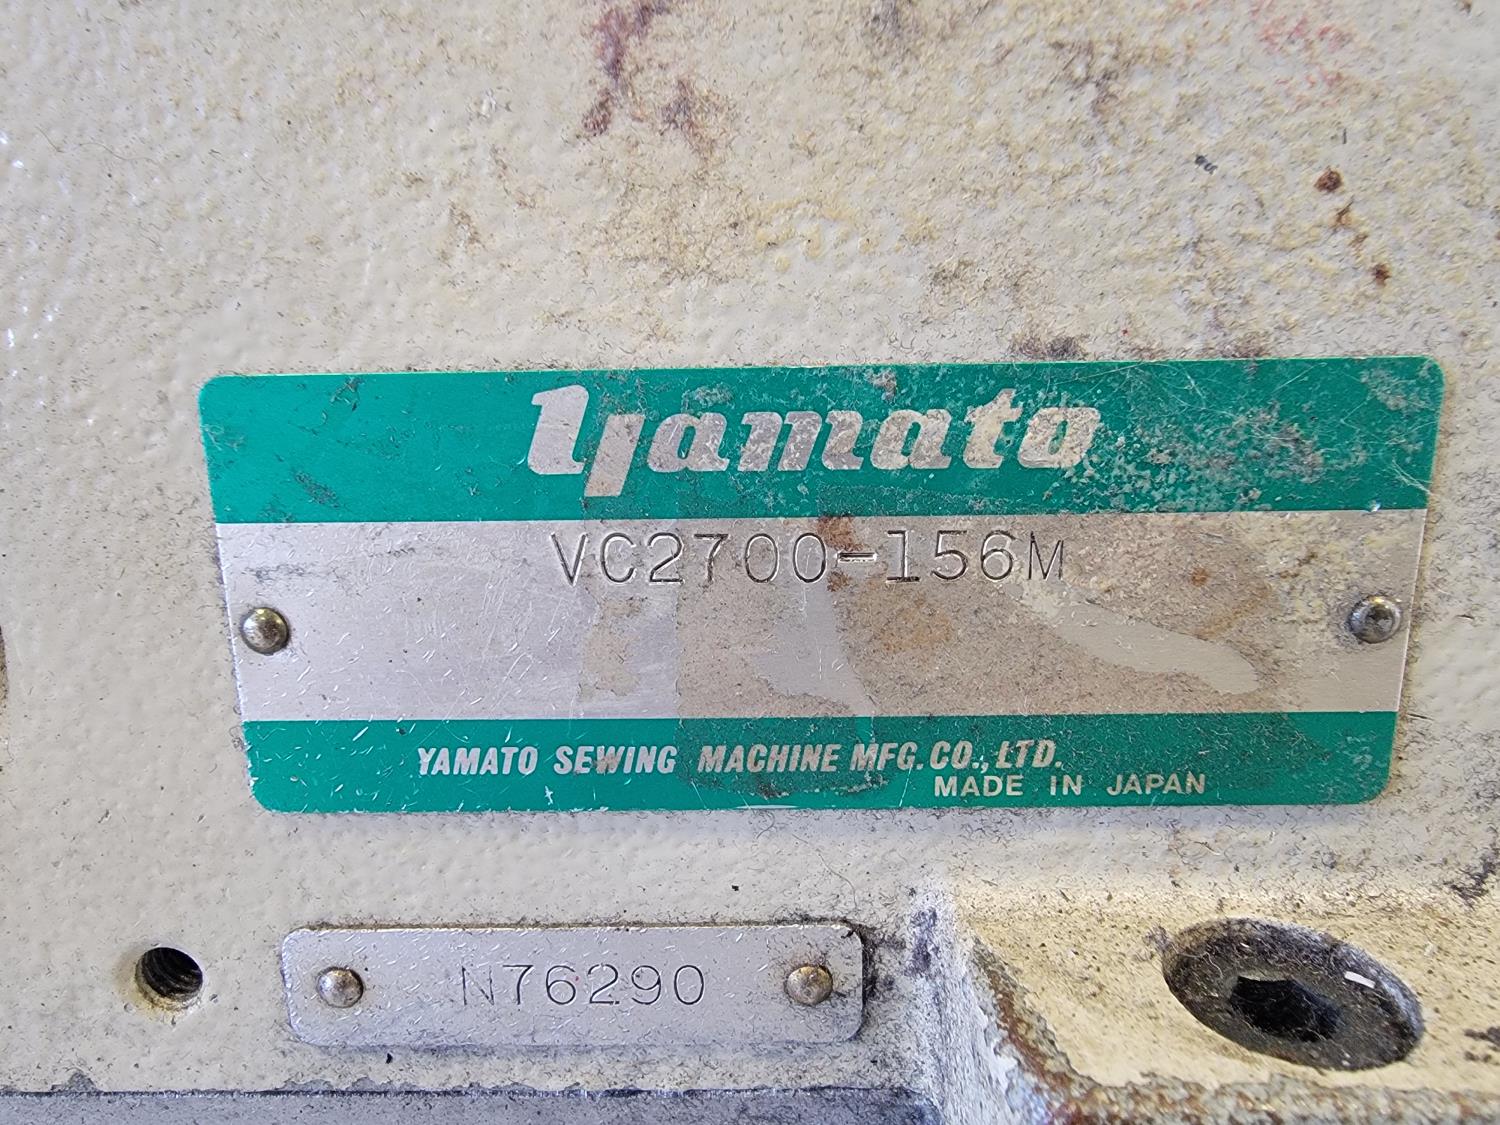 yamato
VC2700-156M
YAMATO SEWING MACHINE MFG. CO., LTD.
MADE IN JAPAN
N76290